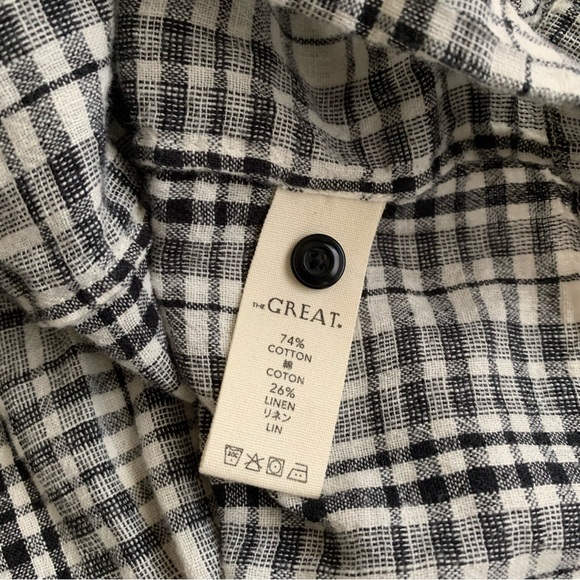 THE GREAT.
74%
COTTON
綿
COTON
26%
LINEN
リネン
LIN